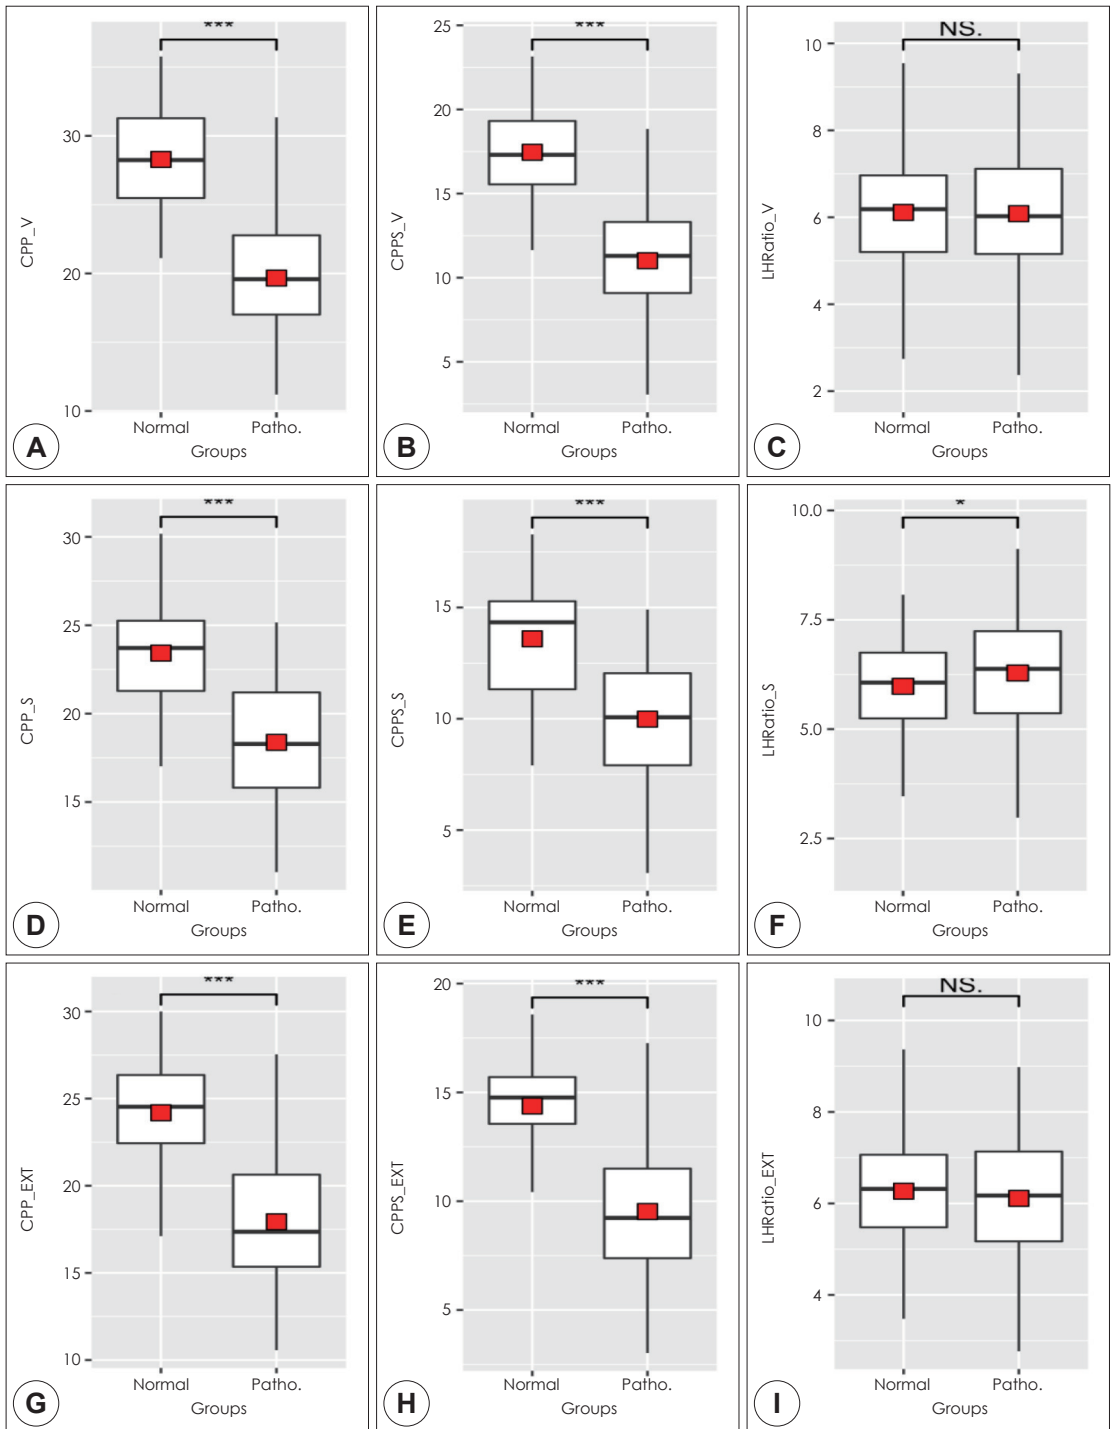 ***
CPP_V
30
20
10
Normal Patho.
Groups
A
***
CPPS_V
25
20
15
10
5
Normal Patho.
Groups
B
NS.
LHRatio_V
10
8
6
4
2
Normal Patho.
Groups
C
***
CPP_S
30
25
20
15
Normal Patho.
Groups
D
***
CPPS_S
15
10
5
Normal Patho.
Groups
E
*
LHRatio_S
10.0
7.5
5.0
2.5
Normal Patho.
Groups
F
***
CPP_EXT
30
25
20
15
10
Normal Patho.
Groups
G
***
CPPS_EXT
20
15
10
5
Normal Patho.
Groups
H
NS.
LHRatio_EXT
10
8
6
4
Normal Patho.
Groups
I